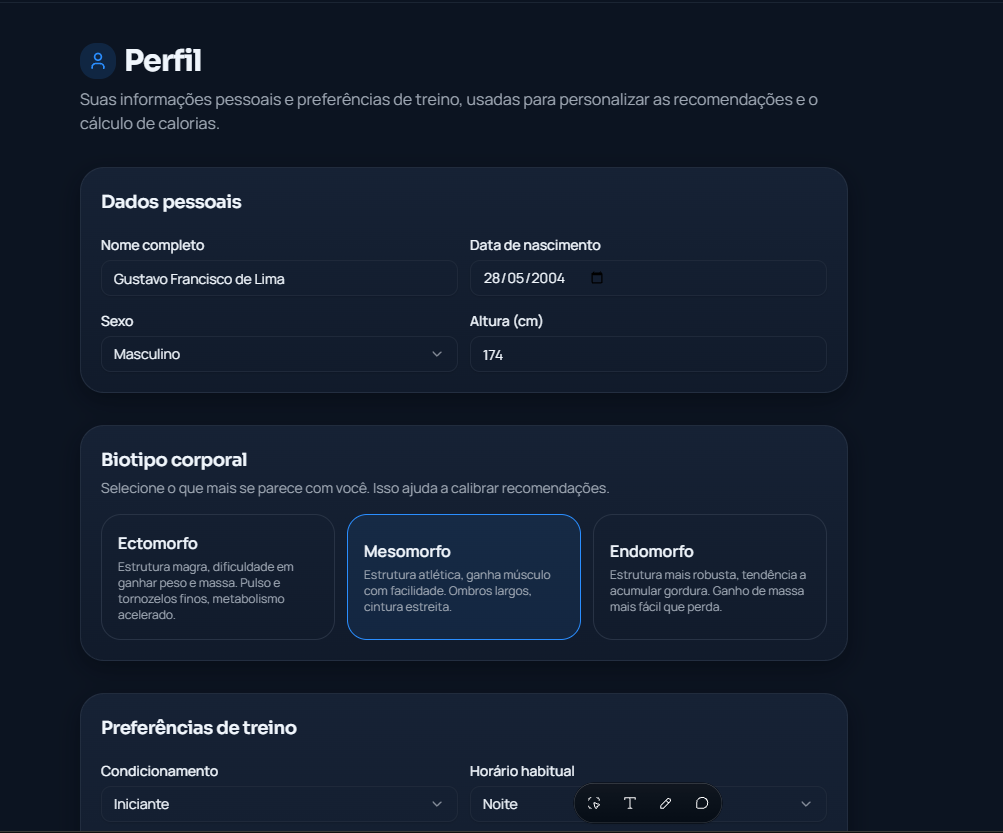 Perfil
Suas informações pessoais e preferências de treino, usadas para personalizar as recomendações e o
cálculo de calorias.
Dados pessoais
Nome completo
Data de nascimento
Gustavo Francisco de Lima
28/05/2004
Sexo
Altura (cm)
Masculino
174
Biotipo corporal
Selecione o que mais se parece com você. Isso ajuda a calibrar recomendações.
Ectomorfo
Estrutura magra, dificuldade em
ganhar peso e massa. Pulso e
tornozelos finos, metabolismo
acelerado.
Mesomorfo
Estrutura atlética, ganha músculo
com facilidade. Ombros largos,
cintura estreita.
Endomorfo
Estrutura mais robusta, tendência a
acumular gordura. Ganho de massa
mais fácil que perda.
Preferências de treino
Condicionamento
Horário habitual
Iniciante
Noite